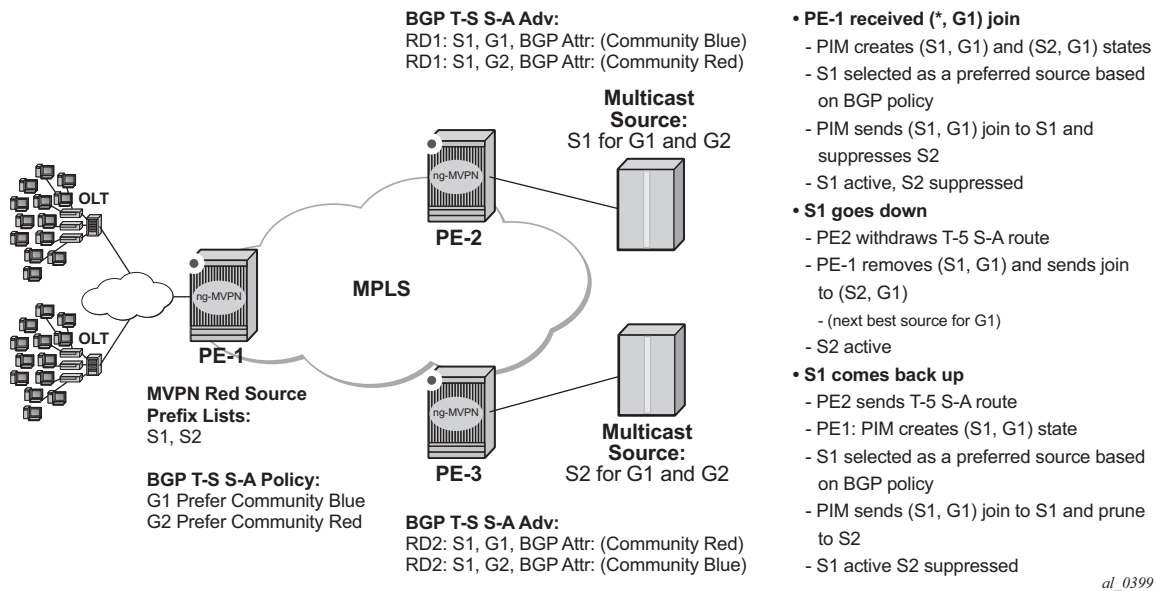 BGP T-S S-A Adv:
RD1: S1, G1, BGP Attr: (Community Blue)
RD1: S1, G2, BGP Attr: (Community Red)
Multicast
Source:
S1 for G1 and G2
OLT
ng-MVPN
PE-2
ng-MVPN
PE-1
MPLS
OLT
MVPN Red Source
Prefix Lists:
S1, S2
BGP T-S S-A Policy:
G1 Prefer Community Blue
G2 Prefer Community Red
ng-MVPN
PE-3
Multicast
Source:
S2 for G1 and G2
BGP T-S S-A Adv:
RD2: S1, G1, BGP Attr: (Community Red)
RD2: S1, G2, BGP Attr: (Community Blue)
• PE-1 received (*, G1) join
- PIM creates (S1, G1) and (S2, G1) states
- S1 selected as a preferred source based
on BGP policy
- PIM sends (S1, G1) join to S1 and
suppresses S2
- S1 active, S2 suppressed
• S1 goes down
- PE2 withdraws T-5 S-A route
- PE-1 removes (S1, G1) and sends join
to (S2, G1)
- (next best source for G1)
- S2 active
• S1 comes back up
- PE2 sends T-5 S-A route
- PE1: PIM creates (S1, G1) state
- S1 selected as a preferred source based
on BGP policy
- PIM sends (S1, G1) join to S1 and prune
to S2
- S1 active S2 suppressed
al_0399